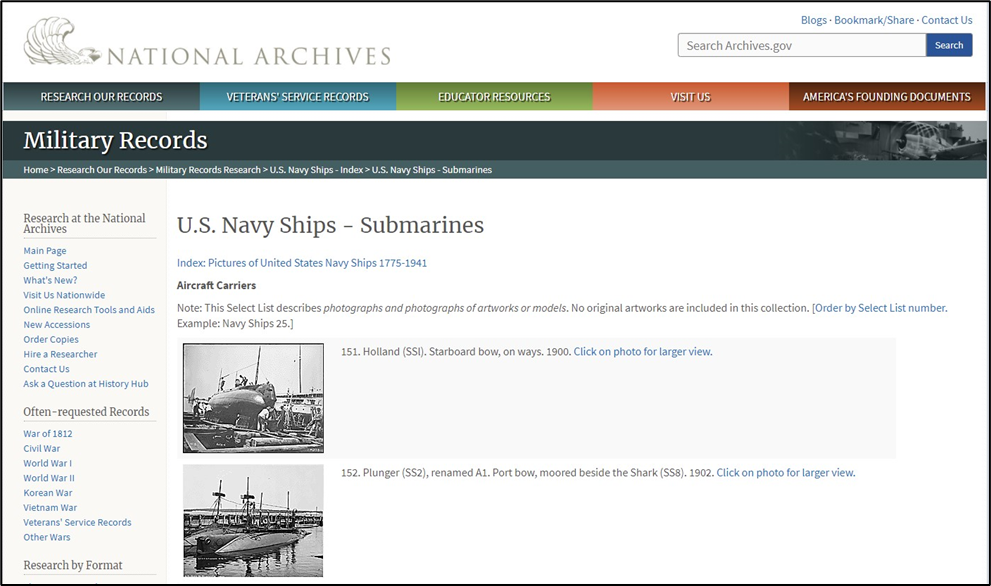 Blogs · Bookmark/Share · Contact Us
NATIONAL ARCHIVES
Search Archives.gov
Search
RESEARCH OUR RECORDS
VETERANS' SERVICE RECORDS
EDUCATOR RESOURCES
VISIT US
AMERICA'S FOUNDING DOCUMENTS
Military Records
Home > Research Our Records > Military Records Research > U.S. Navy Ships - Index > U.S. Navy Ships - Submarines
Research at the National
Archives
Main Page
Getting Started
What's New?
Visit Us Nationwide
Online Research Tools and Aids
New Accessions
Order Copies
Hire a Researcher
Contact Us
Ask a Question at History Hub
Often-requested Records
War of 1812
Civil War
World War I
World War II
Korean War
Vietnam War
Veterans' Service Records
Other Wars
Research by Format
U.S. Navy Ships - Submarines
Index: Pictures of United States Navy Ships 1775-1941
Aircraft Carriers
Note: This Select List describes photographs and photographs of artworks or models. No original artworks are included in this collection. [Order by Select List number.
Example: Navy Ships 25.]
151. Holland (SSI). Starboard bow, on ways. 1900. Click on photo for larger view.
152. Plunger (SS2), renamed A1. Port bow, moored beside the Shark (SS8). 1902. Click on photo for larger view.